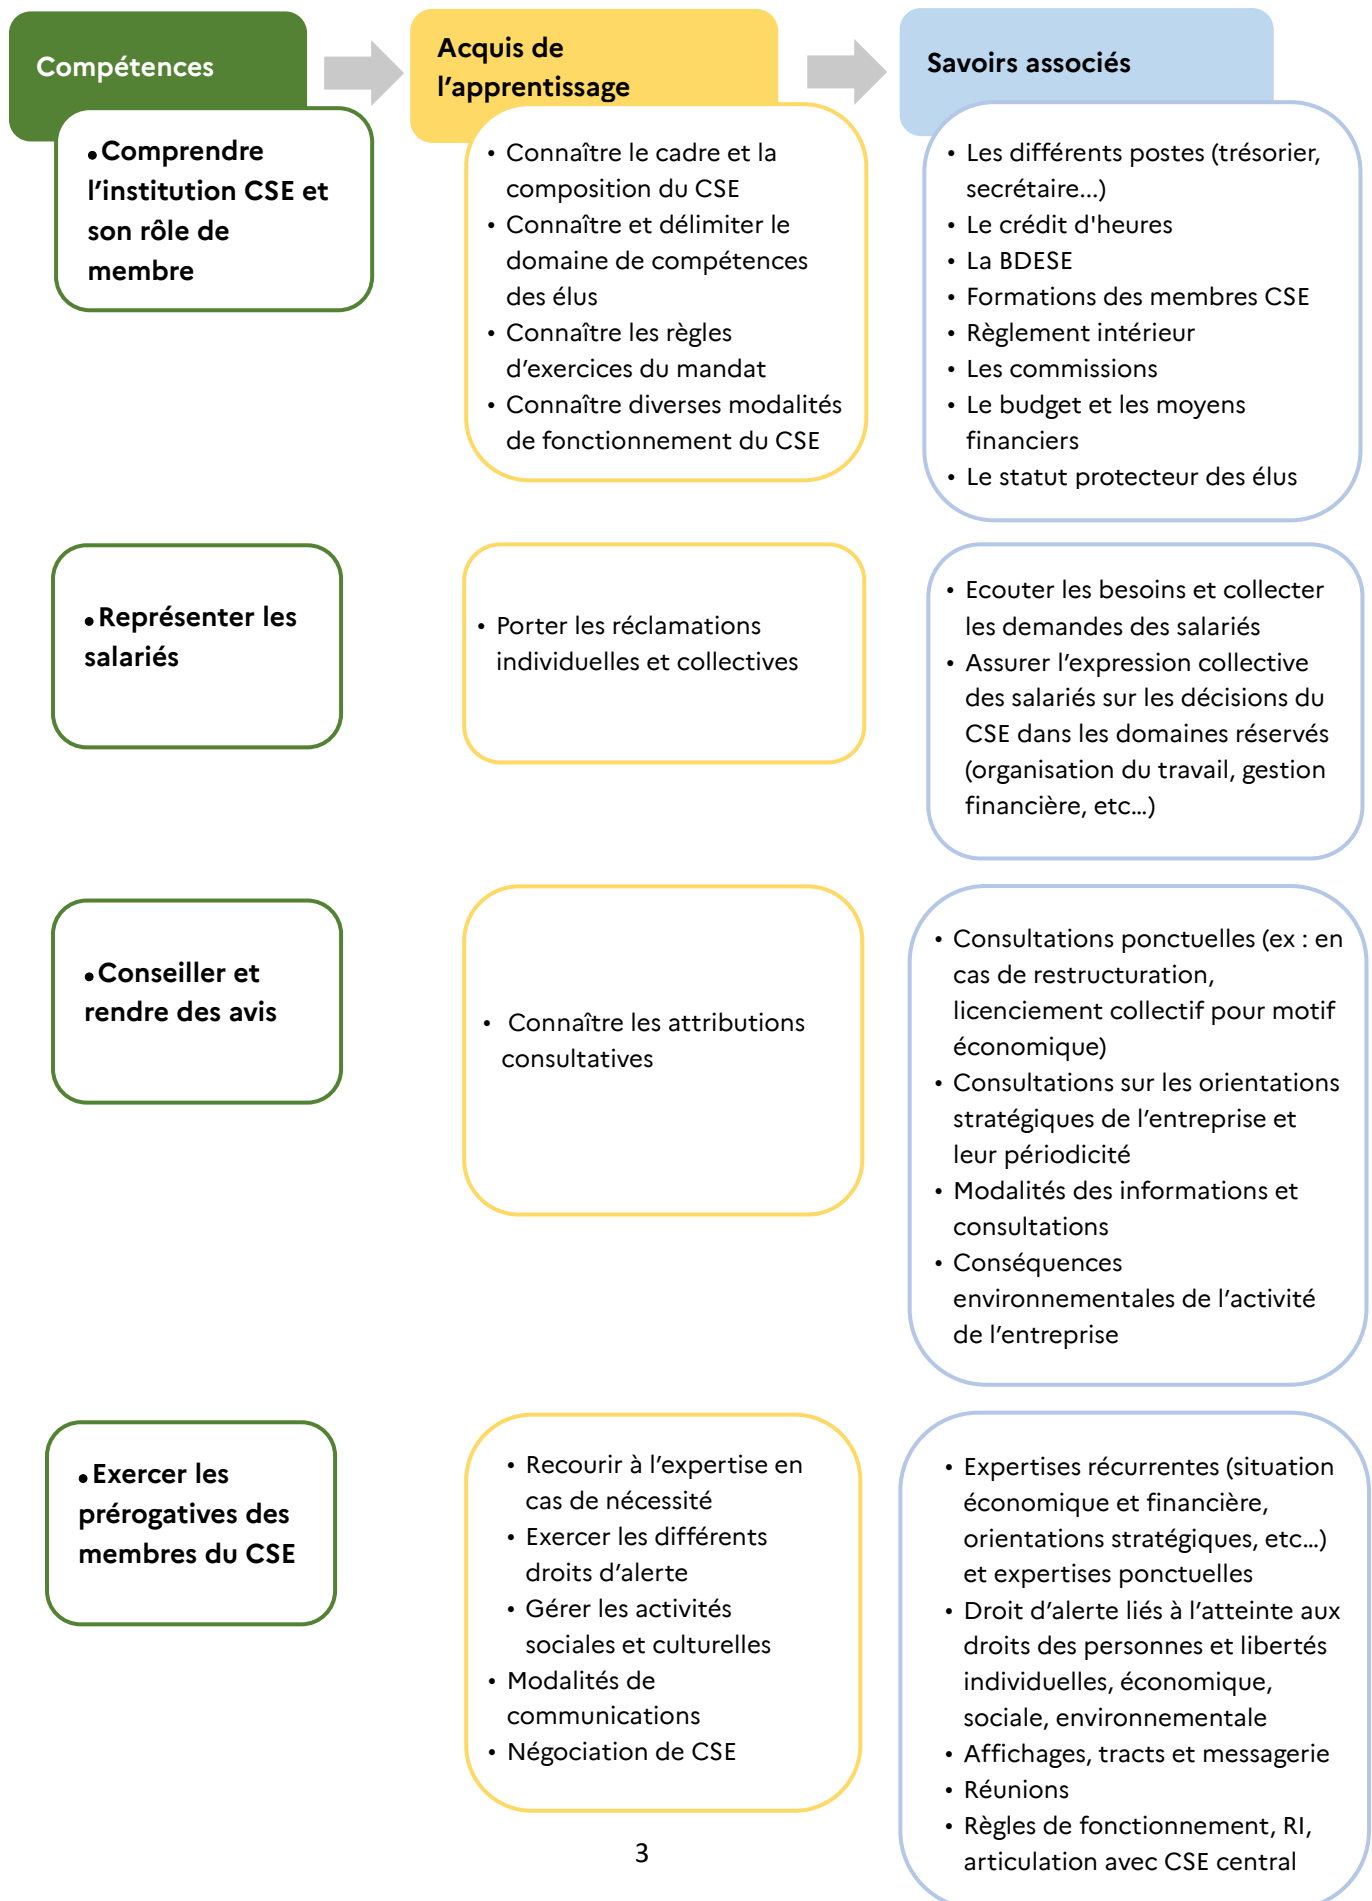 Compétences
Acquis de
l’apprentissage
Savoirs associés
•Comprendre
l’institution CSE et
son rôle de
membre
• Connaître le cadre et la
composition du CSE
• Connaître et délimiter le
domaine de compétences
des élus
• Connaître les règles
d’exercices du mandat
• Connaître diverses modalités
de fonctionnement du CSE
• Les différents postes (trésorier,
secrétaire...)
• Le crédit d'heures
• La BDESE
• Formations des membres CSE
• Règlement intérieur
• Les commissions
• Le budget et les moyens
financiers
• Le statut protecteur des élus
•Représenter les
salariés
• Porter les réclamations
individuelles et collectives
• Ecouter les besoins et collecter
les demandes des salariés
• Assurer l’expression collective
des salariés sur les décisions du
CSE dans les domaines réservés
(organisation du travail, gestion
financière, etc…)
•Conseiller et
rendre des avis
• Connaître les attributions
consultatives
• Consultations ponctuelles (ex : en
cas de restructuration,
licenciement collectif pour motif
économique)
• Consultations sur les orientations
stratégiques de l’entreprise et
leur périodicité
• Modalités des informations et
consultations
• Conséquences
environnementales de l’activité
de l’entreprise
•Exercer les
prérogatives des
membres du CSE
• Recourir à l’expertise en
cas de nécessité
• Exercer les différents
droits d’alerte
• Gérer les activités
sociales et culturelles
• Modalités de
communications
• Négociation de CSE
• Expertises récurrentes (situation
économique et financière,
orientations stratégiques, etc…)
et expertises ponctuelles
• Droit d’alerte liés à l’atteinte aux
droits des personnes et libertés
individuelles, économique,
sociale, environnementale
• Affichages, tracts et messagerie
• Réunions
• Règles de fonctionnement, RI,
articulation avec CSE central
3